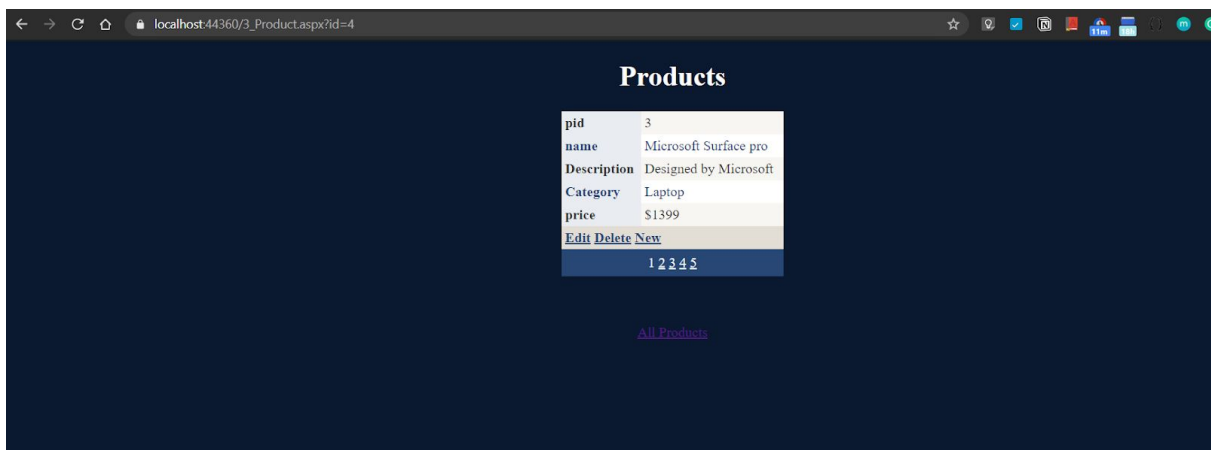 localhost:44360/3_Product.aspx?id=4
11m
m
Products
pid 3
name Microsoft Surface pro
Description Designed by Microsoft
Category Laptop
price $1399
Edit Delete New
1 2 3 4 5
All Products